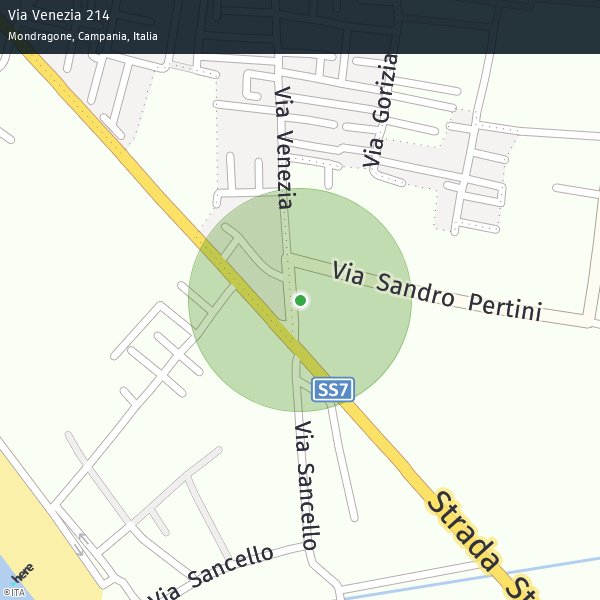 Via Venezia 214
Mondragone, Campania, Italia
Via Gorizia
Via Venezia
Via Sandro Pertini
SS7
Via Sancello
Strada St
Via Sancello
here
©ITA